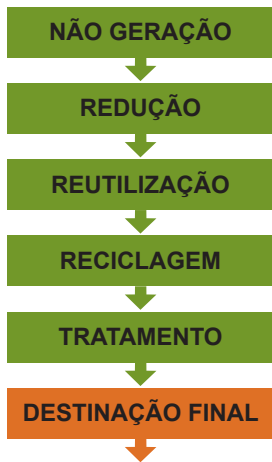 NÃO GERAÇÃO
REDUÇÃO
REUTILIZAÇÃO
RECICLAGEM
TRATAMENTO
DESTINAÇÃO FINAL